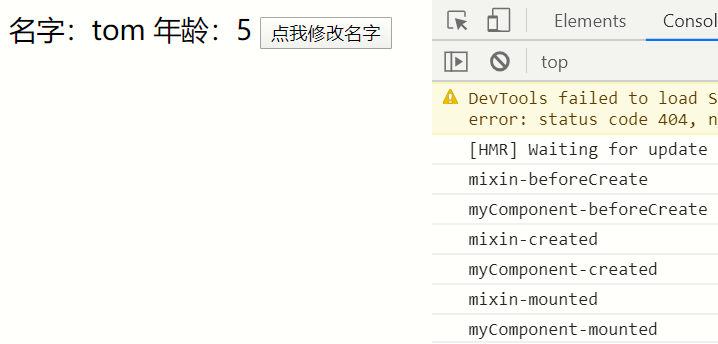 名字：tom 年龄：5 点我修改名字
Elements Consol
top
DevTools failed to load S
error: status code 404, n
[HMR] Waiting for update
mixin-beforeCreate
myComponent-beforeCreate
mixin-created
myComponent-created
mixin-mounted
myComponent-mounted